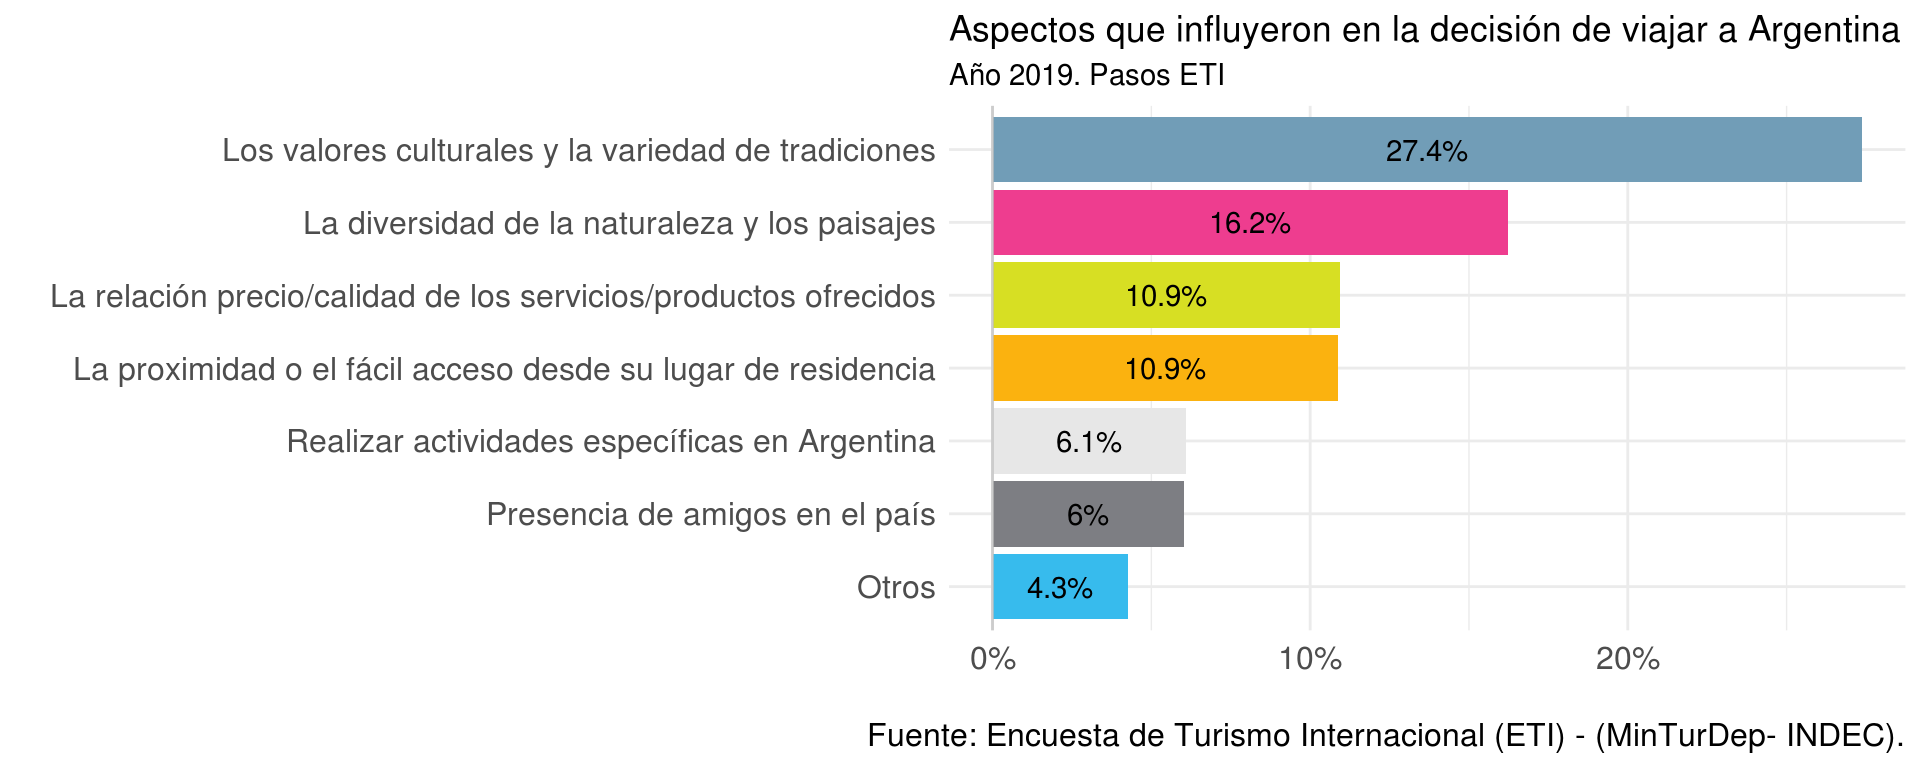 Aspectos que influyeron en la decisión de viajar a Argentina
Año 2019. Pasos ETI
Los valores culturales y la variedad de tradiciones
27.4%
La diversidad de la naturaleza y los paisajes
16.2%
La relación precio/calidad de los servicios/productos ofrecidos
10.9%
La proximidad o el fácil acceso desde su lugar de residencia
10.9%
Realizar actividades específicas en Argentina
6.1%
Presencia de amigos en el país
6%
Otros
4.3%
0% 10% 20%
Fuente: Encuesta de Turismo Internacional (ETI) - (MinTurDep- INDEC).